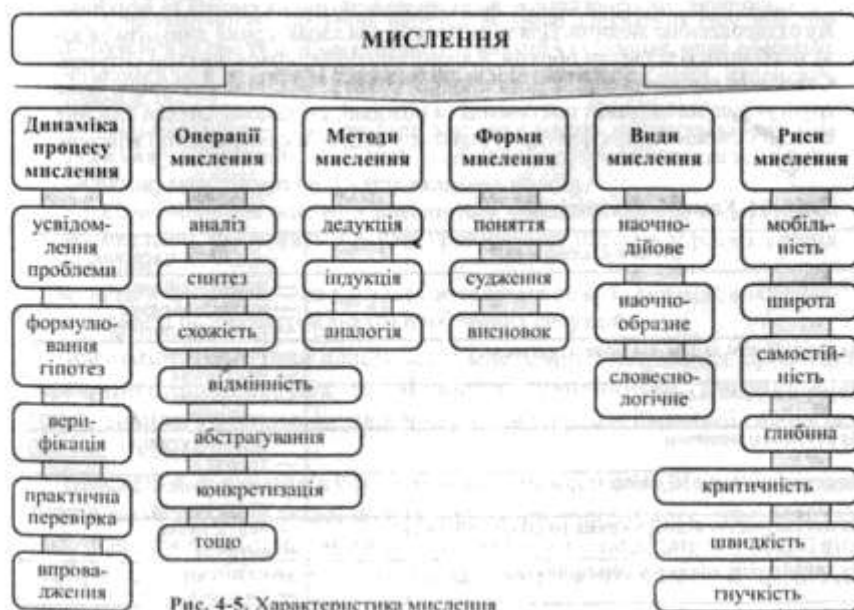 МИСЛЕННЯ
Динаміка
процесу
мислення
усвідом-
лення
проблеми
формулю-
вання
гіпотез
вери-
фікація
практична
перевірка
впрова-
дження
Операції
мислення
аналіз
синтез
схожість
відмінність
абстрагування
конкретизація
тощо
Методи
мислення
дедукція
індукція
аналогія
Форми
мислення
поняття
судження
висновок
Види
мислення
наочно-
дійове
наочно-
образне
словесно-
логічне
Риси
мислення
мобіль-
ність
широта
самостій-
ність
глибина
критичність
швидкість
гнучкість
Рис. 4-5. Характеристика мислення